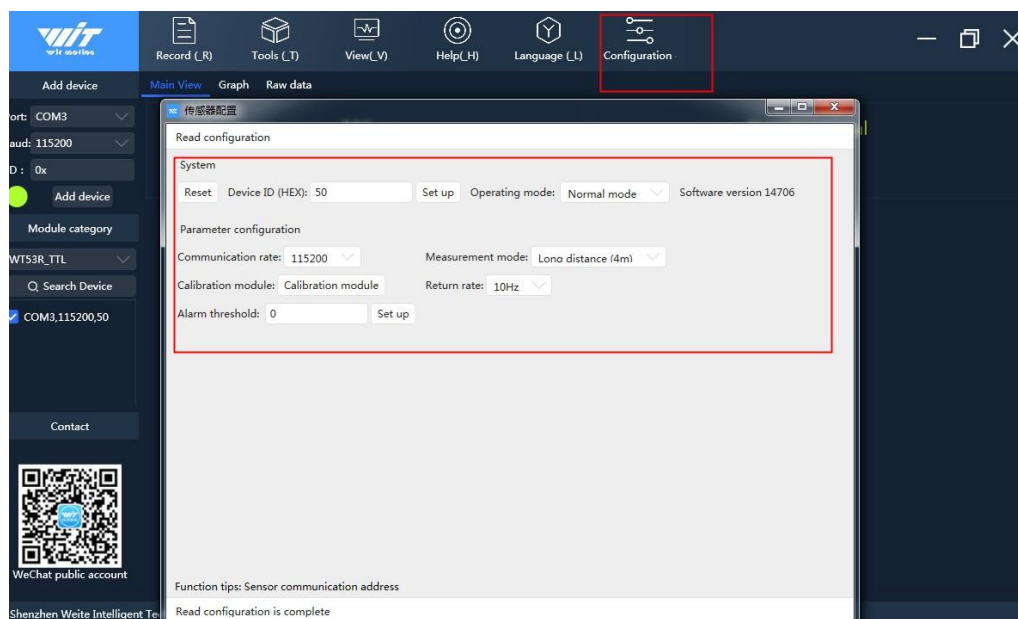 WIT
wit motion
Record (_R)
Tools (_T)
View(_V)
Help(_H)
Language (_L)
Configuration
Add device
Main View Graph Raw data
ort: COM3
aud: 115200
D : 0x
Add device
Module category
WT53R_TTL
Search Device
COM3,115200,50
Contact
WeChat public account
Shenzhen Weite Intelligent Te
传感器配置
Read configuration
System
Reset Device ID (HEX): 50 Set up Operating mode: Normal mode Software version 14706
Parameter configuration
Communication rate: 115200 Measurement mode: Long distance (4m)
Calibration module: Calibration module Return rate: 10Hz
Alarm threshold: 0 Set up
Function tips: Sensor communication address
Read configuration is complete